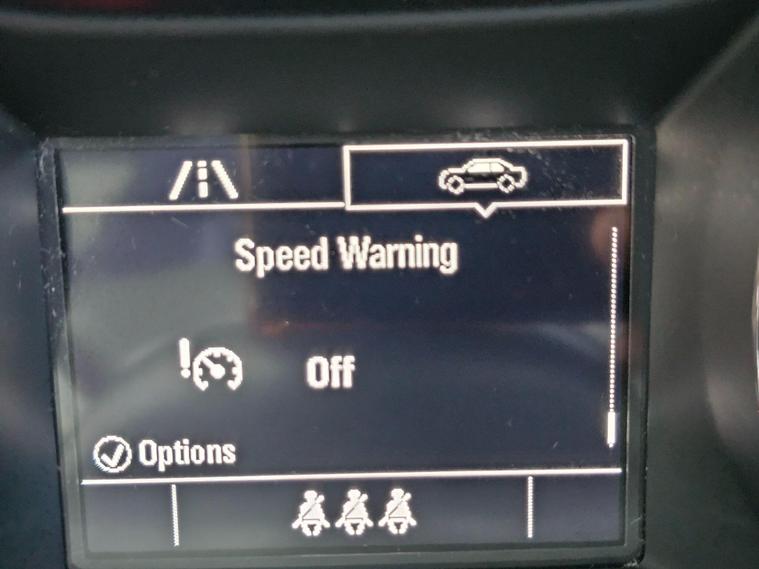 Speed Warning
Off
Options